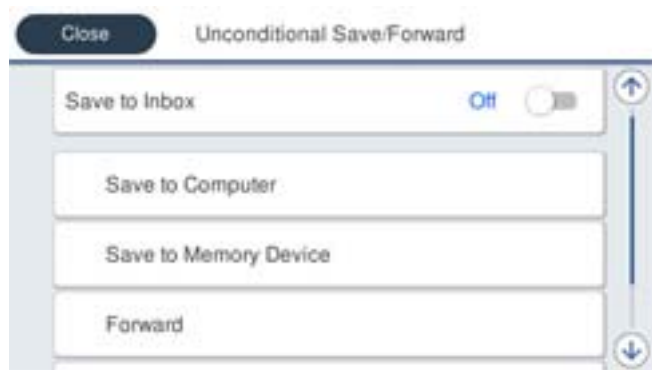 Close Unconditional Save/Forward
Save to Inbox Off
Save to Computer
Save to Memory Device
Forward